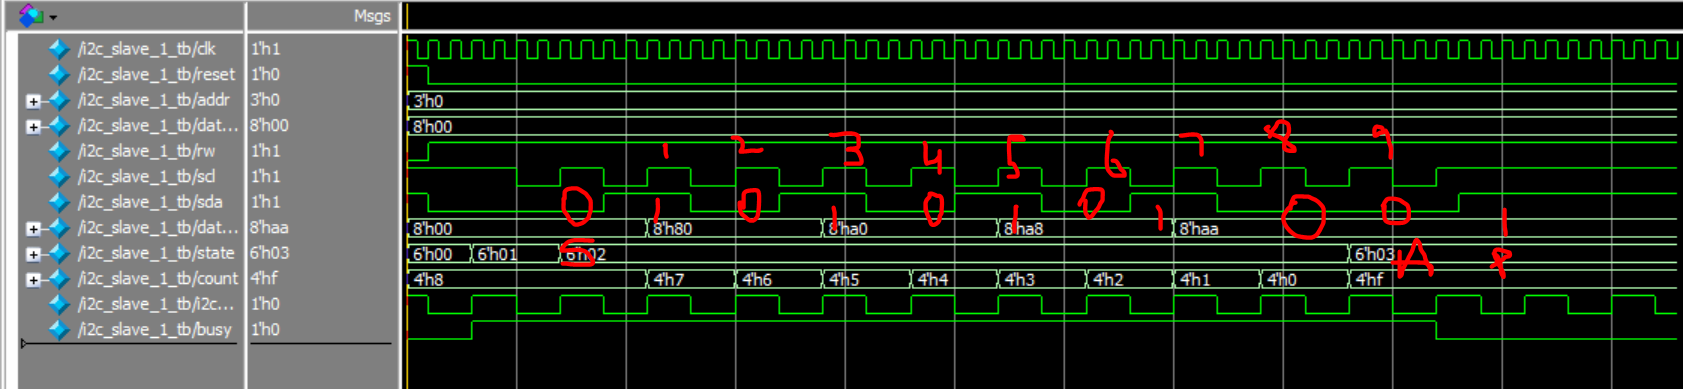 Msgs
/i2c_slave_1_tb/clk 1'h1
/i2c_slave_1_tb/reset 1'h0
/i2c_slave_1_tb/addr 3'h0 3'h0
/i2c_slave_1_tb/dat... 8'h00 8'h00
/i2c_slave_1_tb/rw 1'h1 1 2 3 4 5 6 7 8 9
/i2c_slave_1_tb/scl 1'h1
/i2c_slave_1_tb/sda 1'h1 0 1 0 1 0 1 0 1 0 0 1
/i2c_slave_1_tb/dat... 8'haa 8'h00 8'h80 8'ha0 8'ha8 8'haa
/i2c_slave_1_tb/state 6'h03 6'h00 6'h01 6'h02 S 6'h03 A P
/i2c_slave_1_tb/count 4'hf 4'h8 4'h7 4'h6 4'h5 4'h4 4'h3 4'h2 4'h1 4'h0 4'hf
/i2c_slave_1_tb/i2c... 1'h0
/i2c_slave_1_tb/busy 1'h0